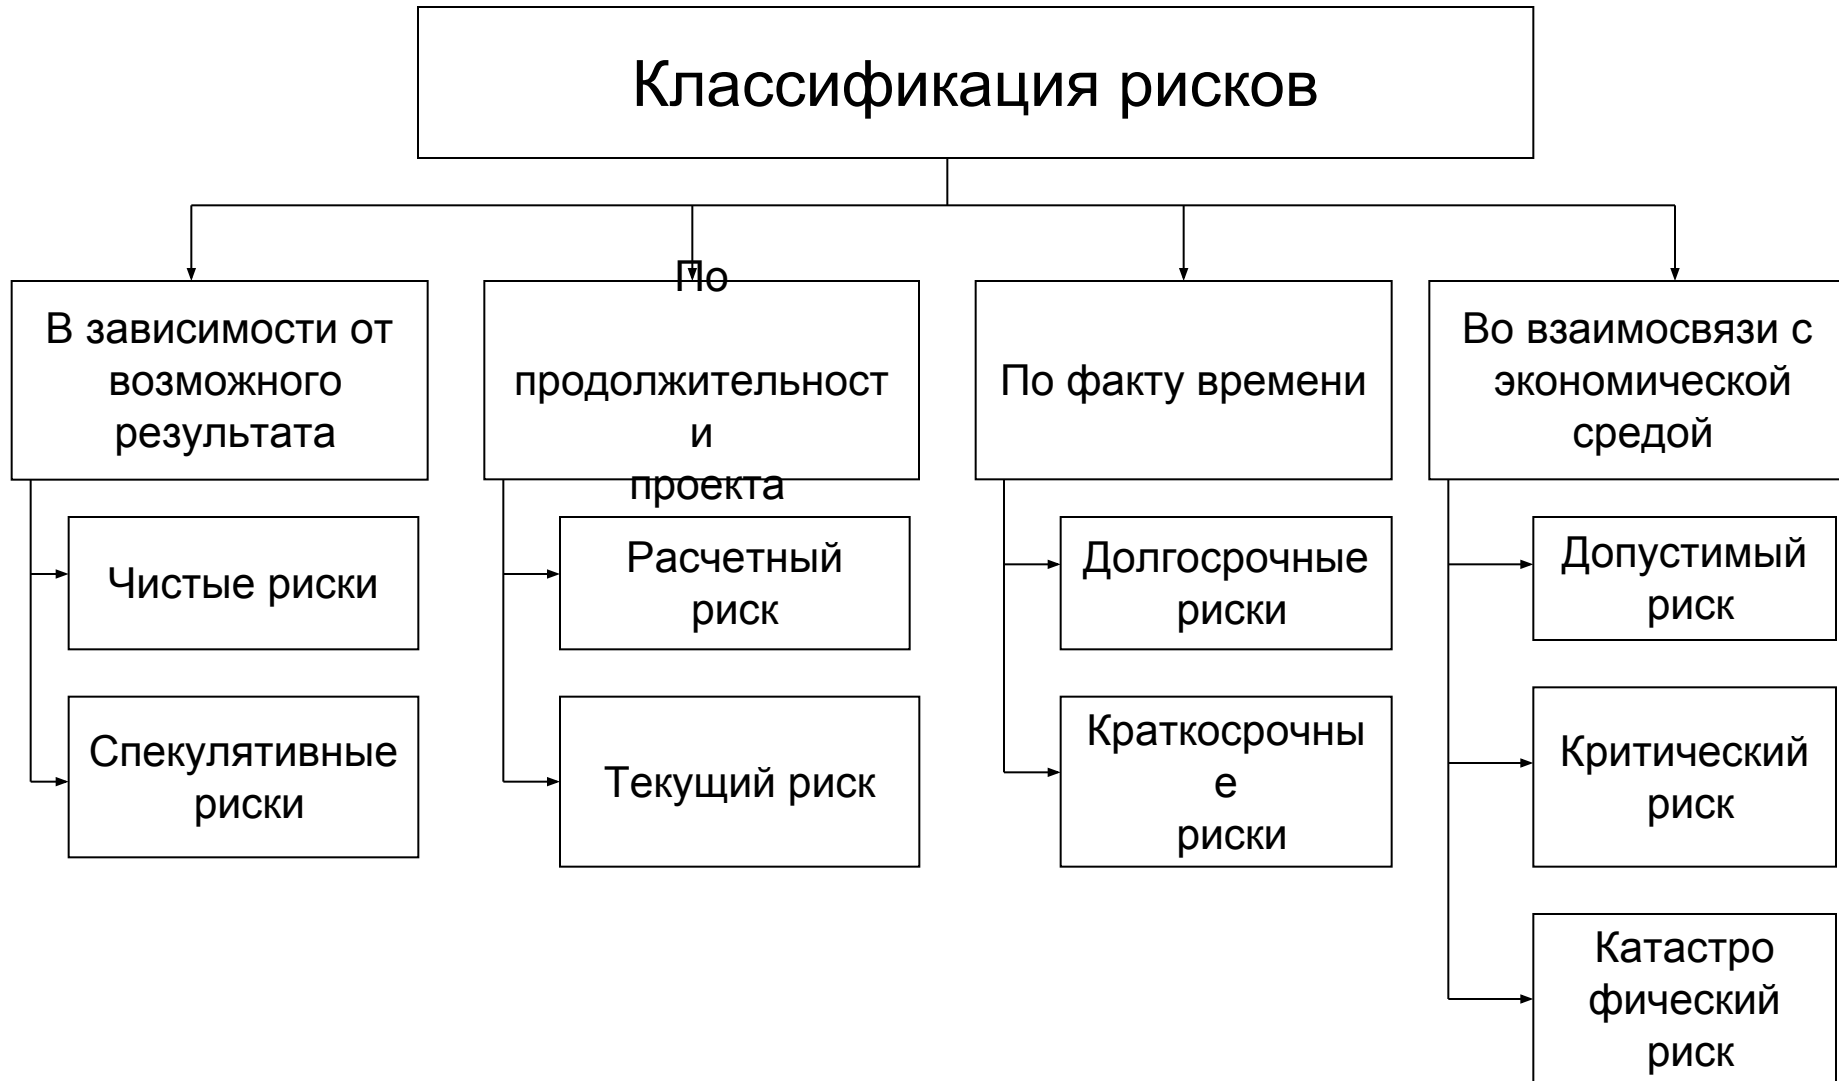 Классификация рисков
В зависимости от
возможного
результата
По
продолжительност
и
проекта
По факту времени
Во взаимосвязи с
экономической
средой
Чистые риски
Спекулятивные
риски
Расчетный
риск
Текущий риск
Долгосрочные
риски
Краткосрочны
е
риски
Допустимый
риск
Критический
риск
Катастро
фический
риск